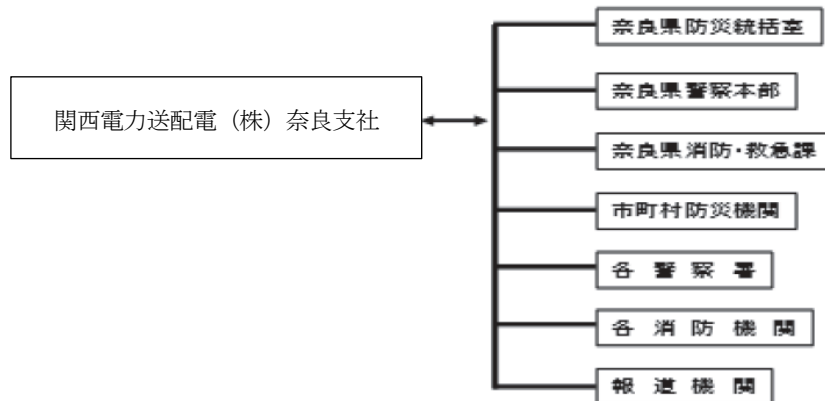 奈良県防災統括室
奈良県警察本部
関西電力送配電（株）奈良支社
奈良県消防・救急課
市町村防災機関
各警察署
各消防機関
報道機関